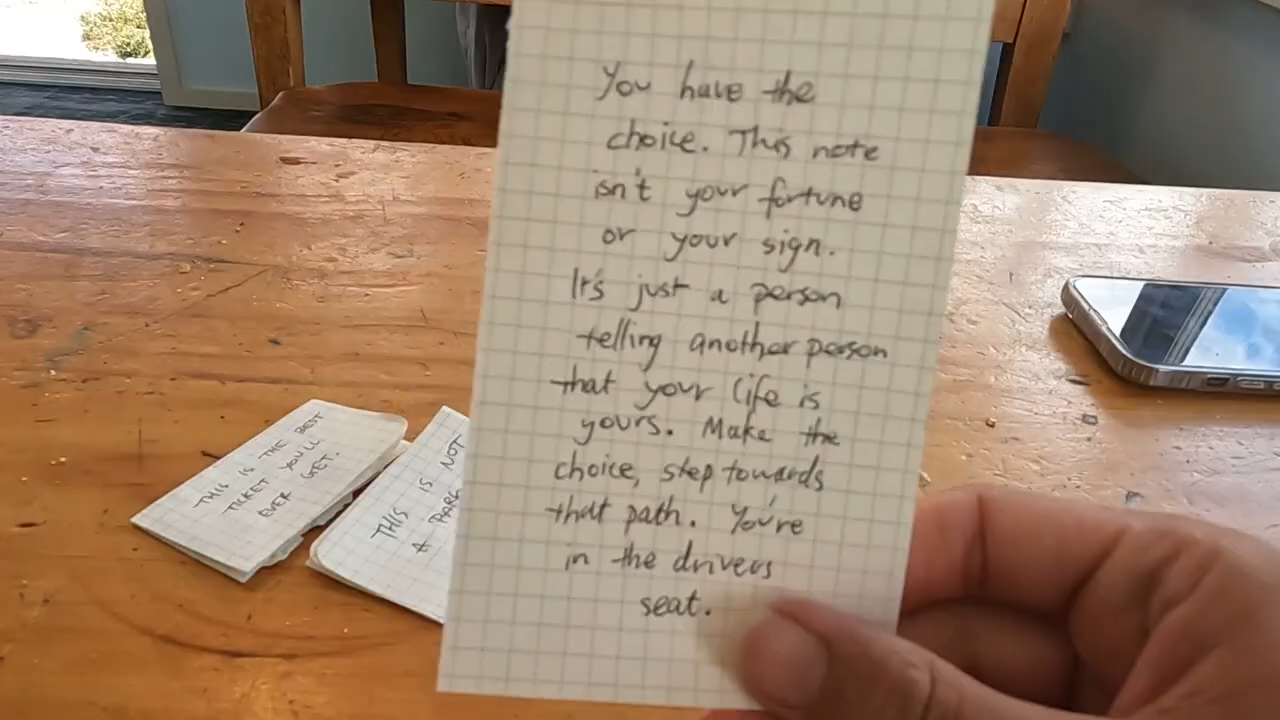 You have the
choice. This note
isn't your fortune
or your sign.
It's just a person
telling another person
that your life is
yours. Make the
choice, step towards
that path. You're
in the drivers
seat.
THIS IS THE BEST
TICKET YOU'LL
EVER GET.
THIS IS NOT
A